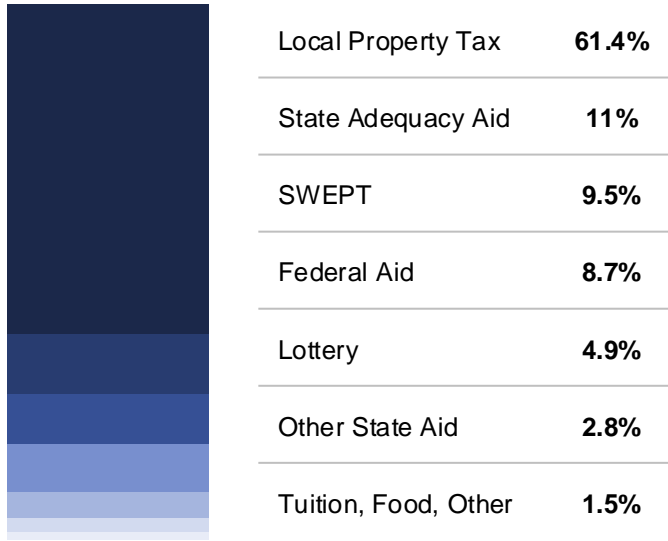 Local Property Tax 61.4%
State Adequacy Aid 11%
SWEPT 9.5%
Federal Aid 8.7%
Lottery 4.9%
Other State Aid 2.8%
Tuition, Food, Other 1.5%